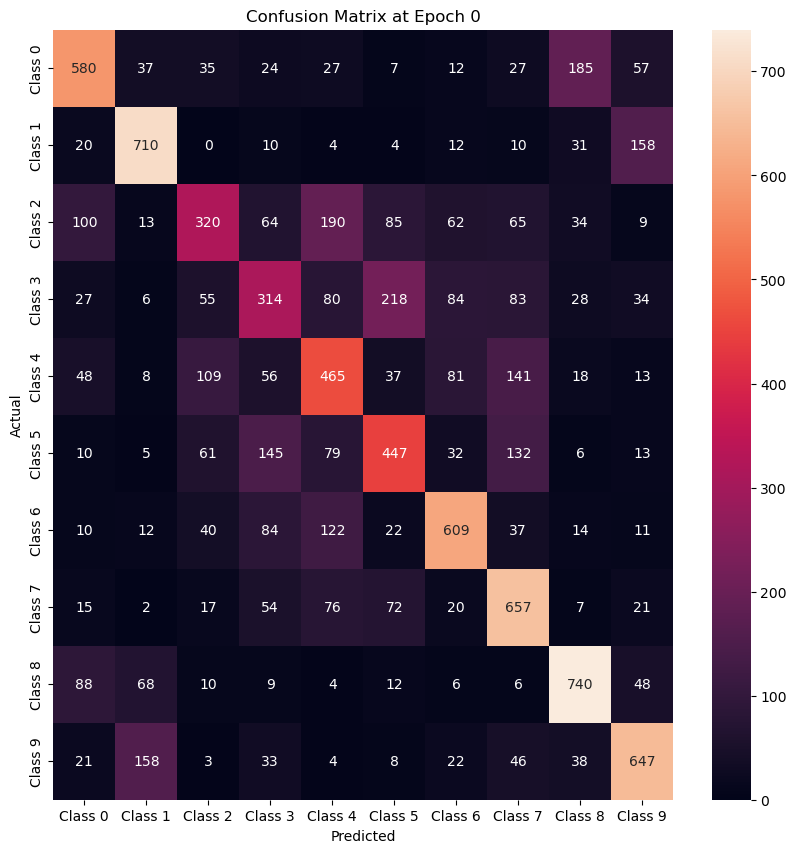 Confusion Matrix at Epoch 0
Class 0 580 37 35 24 27 7 12 27 185 57
Class 1 20 710 0 10 4 4 12 10 31 158
Class 2 100 13 320 64 190 85 62 65 34 9
Class 3 27 6 55 314 80 218 84 83 28 34
Class 4 48 8 109 56 465 37 81 141 18 13
Class 5 10 5 61 145 79 447 32 132 6 13
Class 6 10 12 40 84 122 22 609 37 14 11
Class 7 15 2 17 54 76 72 20 657 7 21
Class 8 88 68 10 9 4 12 6 6 740 48
Class 9 21 158 3 33 4 8 22 46 38 647
Class 0 Class 1 Class 2 Class 3 Class 4 Class 5 Class 6 Class 7 Class 8 Class 9
Predicted
Actual
700
600
500
400
300
200
100
0